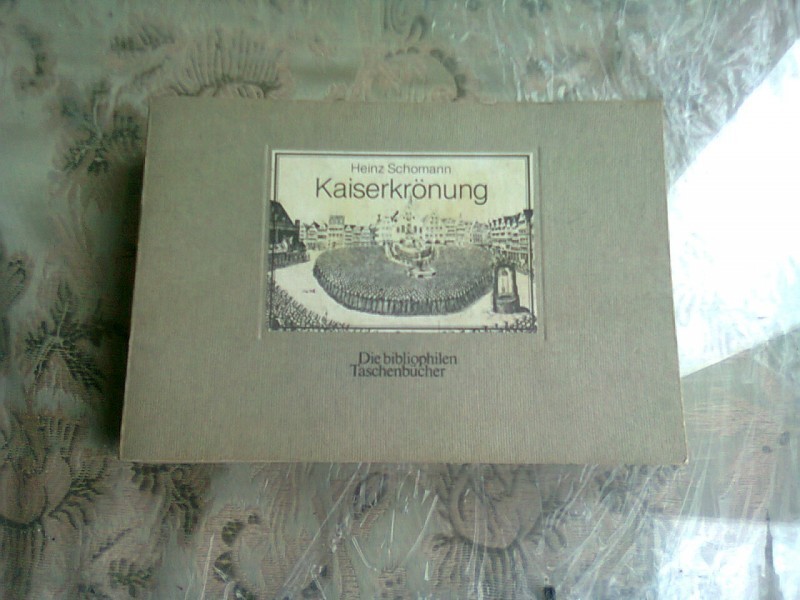 Heinz Schomann
Kaiserkrönung
Die bibliophilen
Taschenbücher